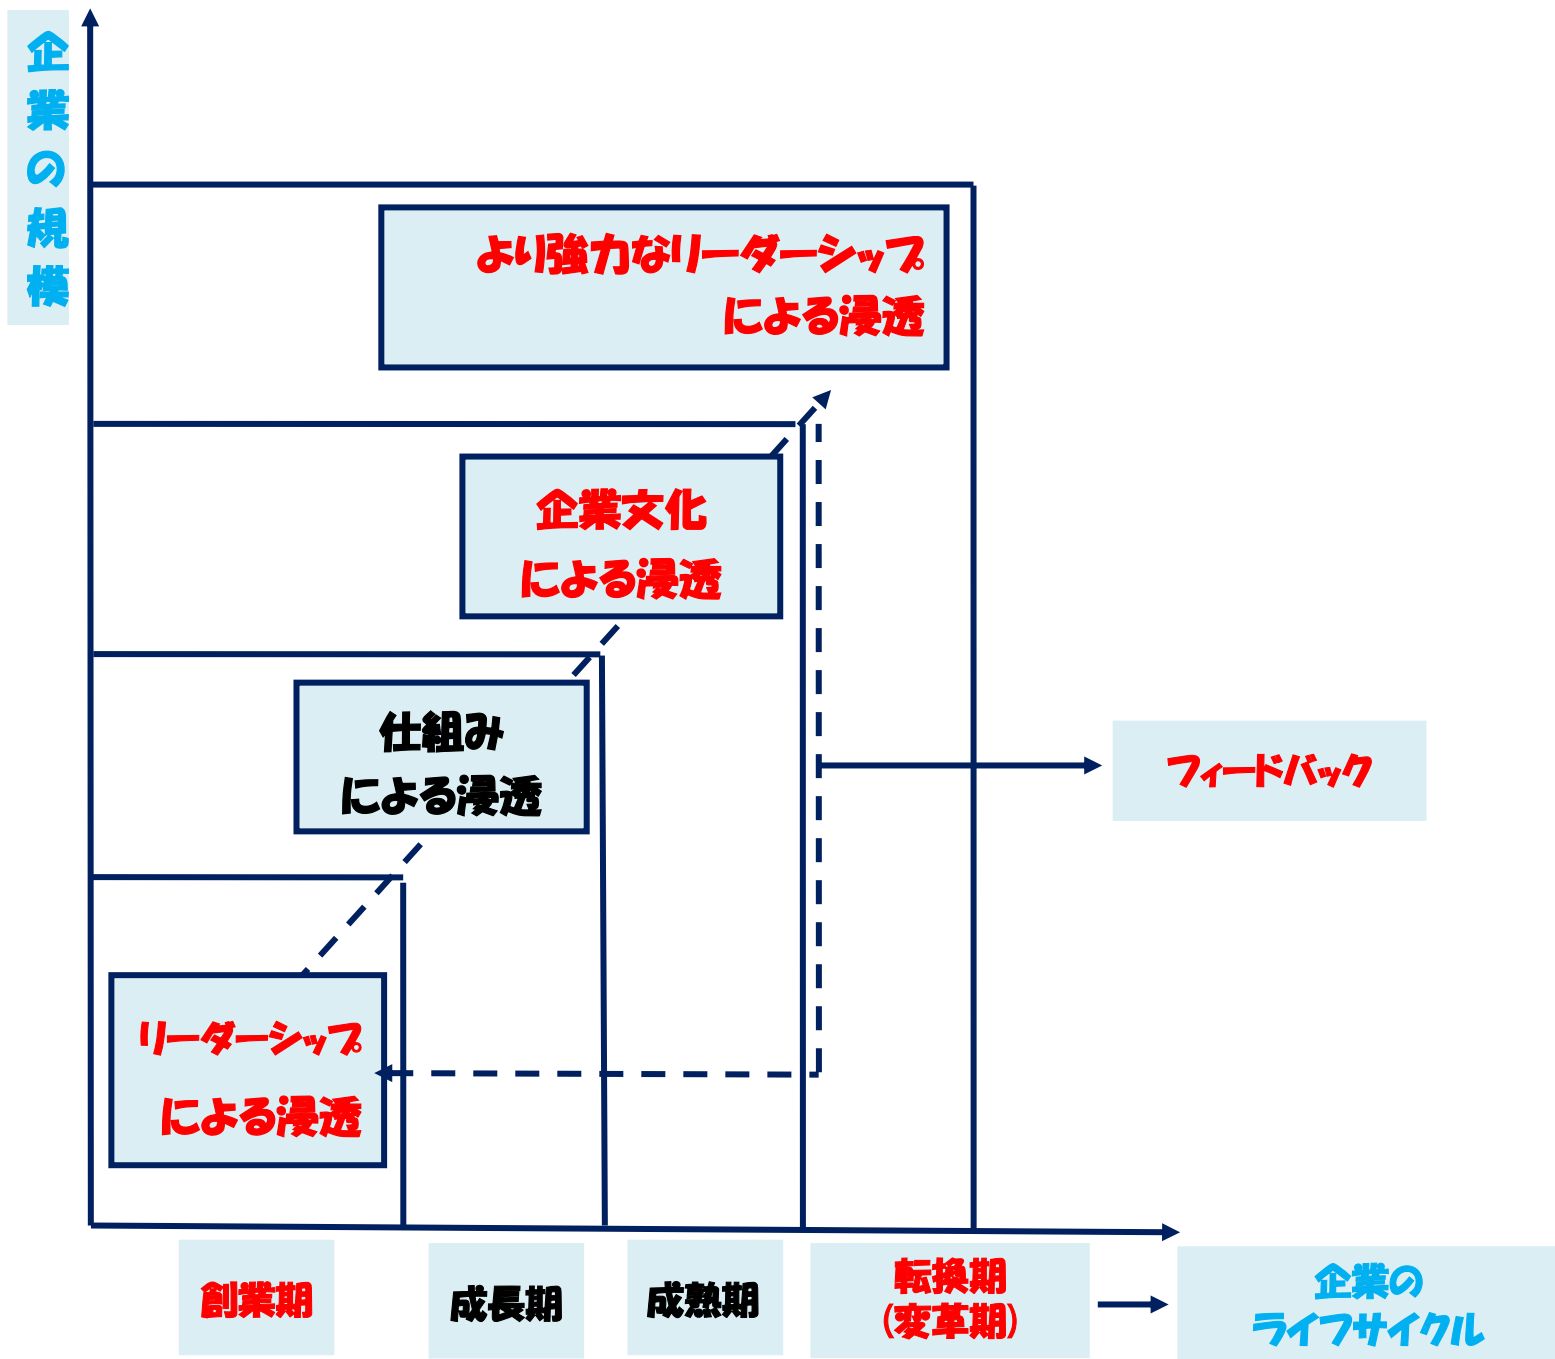 企業の規模
より強力なリーダーシップ
による浸透
企業文化
による浸透
仕組み
による浸透
フィードバック
リーダーシップ
による浸透
創業期
成長期
成熟期
転換期
(変革期)
企業の
ライフサイクル